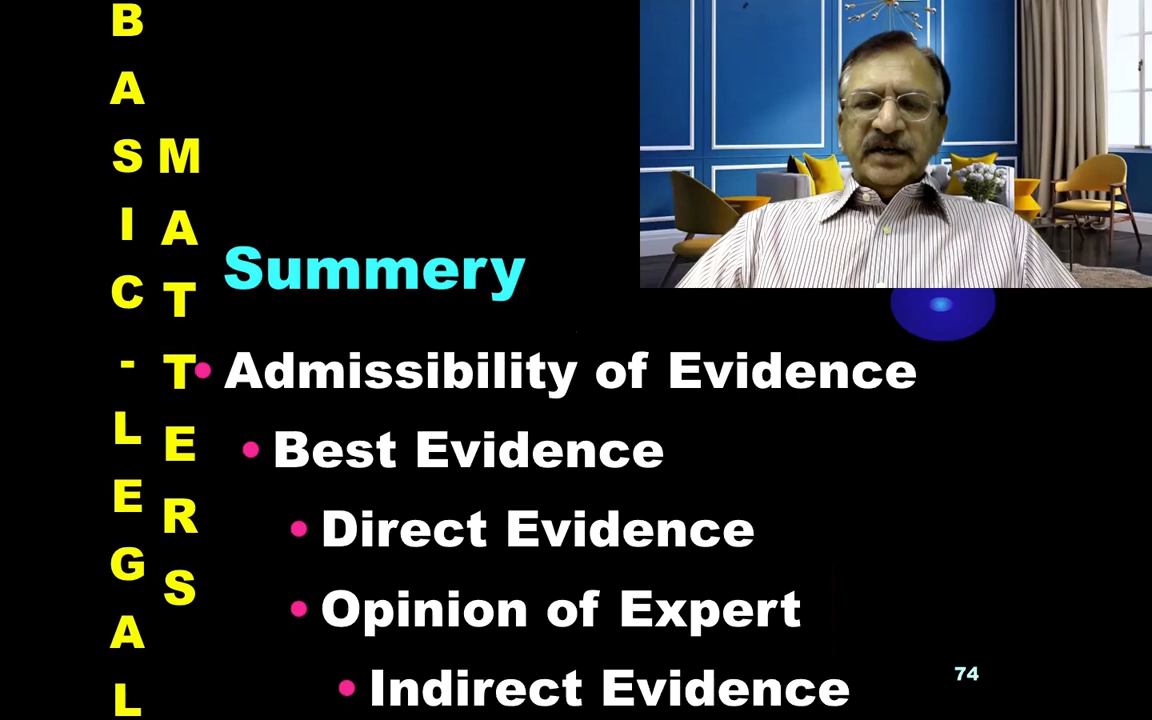 BASIC-LEGAL
MATTERS
Summery
• Admissibility of Evidence
• Best Evidence
• Direct Evidence
• Opinion of Expert
• Indirect Evidence
74